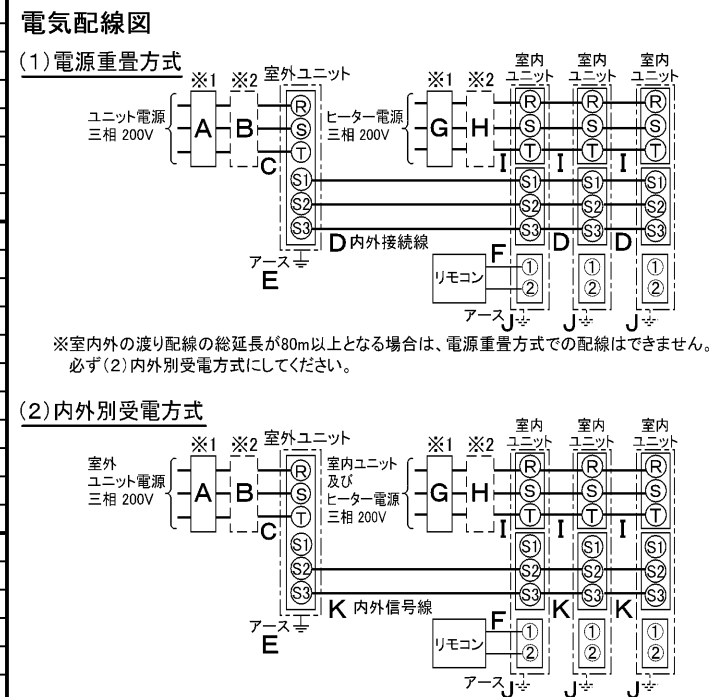 電気配線図
(1)電源重畳方式
※1 ※2 室外ユニット ※1 ※2 室内ユニット 室内ユニット 室内ユニット
ユニット電源
三相 200V
A B C
R
S
T
S1
S2
S3
ヒーター電源
三相 200V
G H I I I
R R R
S S S
T T T
S1 S1 S1
S2 S2 S2
S3 S3 S3
D 内外接続線 D D
アース
E
F
リモコン
① ① ①
② ② ②
アース J J J
※室内外の渡り配線の総延長が80m以上となる場合は、電源重畳方式での配線はできません。
必ず(2)内外別受電方式にしてください。
(2)内外別受電方式
※1 ※2 室外ユニット ※1 ※2 室内ユニット 室内ユニット 室内ユニット
室外
ユニット電源
三相 200V
A B C
R
S
T
S1
S2
S3
室内ユニット
及び
ヒーター電源
三相 200V
G H I I I
R R R
S S S
T T T
S1 S1 S1
S2 S2 S2
S3 S3 S3
K 内外信号線 K K
アース
E
F
リモコン
① ① ①
② ② ②
アース J J J